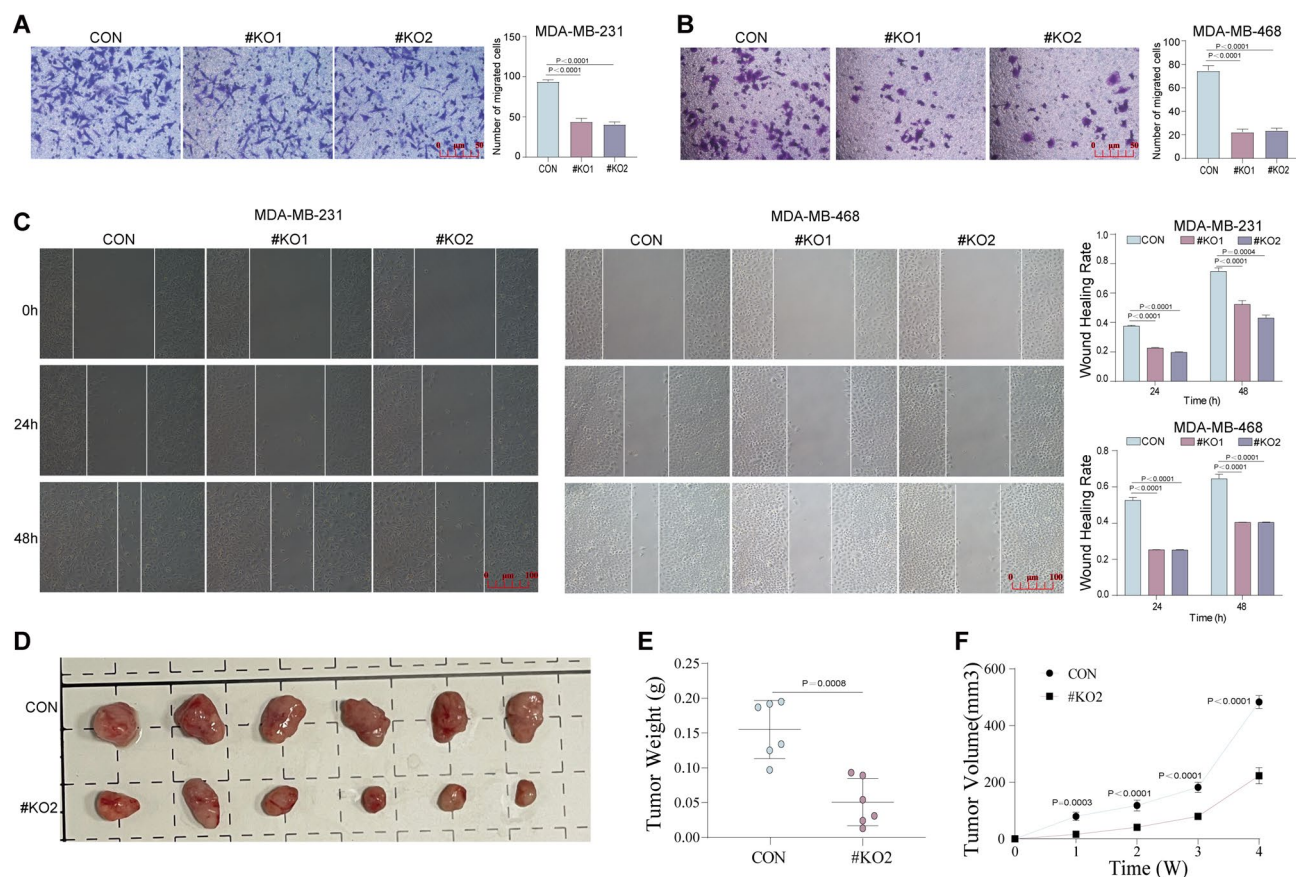 A
CON
#KO1
#KO2
MDA-MB-231
Number of migrated cells
150
100
50
0
P<0.0001
P<0.0001
CON
#KO1
#KO2
0 μm 50
B
CON
#KO1
#KO2
MDA-MB-468
Number of migrated cells
100
80
60
40
20
0
P<0.0001
P<0.0001
CON
#KO1
#KO2
0 μm 50
C
MDA-MB-231
CON
#KO1
#KO2
MDA-MB-468
CON
#KO1
#KO2
0h
24h
48h
0 μm 100
0 μm 100
MDA-MB-231
CON #KO1 #KO2
Wound Healing Rate
1.0
0.8
0.6
0.4
0.2
0.0
P<0.0001
P<0.0001
P=0.0004
P<0.0001
24
48
Time (h)
MDA-MB-468
CON #KO1 #KO2
Wound Healing Rate
0.8
0.6
0.4
0.2
0.0
P<0.0001
P<0.0001
P<0.0001
P<0.0001
24
48
Time (h)
D
CON
#KO2
E
Tumor Weight (g)
0.25
0.20
0.15
0.10
0.05
0.00
P=0.0008
CON
#KO2
F
Tumor Volume(mm3)
600
400
200
0
CON
#KO2
P=0.0003
P<0.0001
P<0.0001
P<0.0001
0
1
2
3
4
Time (W)